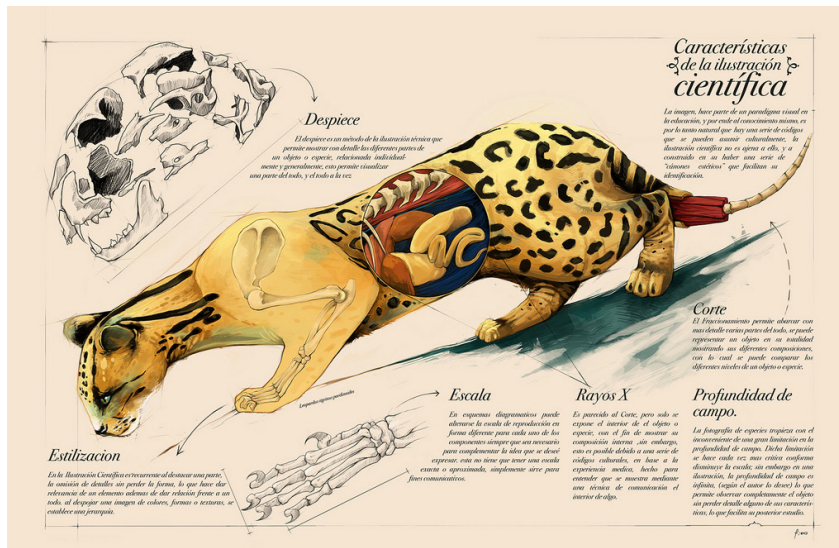 Características
de la ilustración
científica
La imagen, hace parte de un paradigma visual en
la educación, y por ende al conocimiento mismo, es
por lo tanto natural que hay una serie de códigos
que se pueden asumir culturalmente, la
ilustración científica no es ajena a ello, y a
construido en su haber una serie de
"cánones estéticos" que facilitan su
identificación.
Despiece
El despiece es un método de la ilustración técnica que
permite mostrar con detalle las diferentes partes de
un objeto o especie, relacionada individual-
mente y generalmente, esto permite visualizar
una parte del todo, y el todo a la vez
Corte
El Fraccionamiento permite abarcar con
mas detalle varias partes del todo, se puede
representar un objeto en su totalidad
mostrando sus diferentes composiciones,
con lo cual se puede comparar los
diferentes niveles de un objeto o especie.
Leopardus tigrinus pardinoides
Escala
En esquemas diagramaticos puede
alterarse la escala de reproducción en
forma diferente para cada uno de los
componentes siempre que sea necesario
para complementar la idea que se desee
expresar, esta no tiene que tener una escala
exacta o aproximada, simplemente sirve para
fines comunicativos.
Rayos X
Es parecido al Corte, pero solo se
expone el interior de el objeto o
especie, con el fin de mostrar su
composición interna ,sin embargo,
esto es posible debido a una serie de
códigos culturales, en base a la
experiencia medica, hecho para
entender que se muestra mediante
una técnica de comunicación el
interior de algo.
Profundidad de
campo.
La fotografía de especies tropieza con el
inconveniente de una gran limitación en la
profundidad de campo. Dicha limitación
se hace cada vez mas crítica conforme
disminuye la escala; sin embargo en una
ilustración, la profundidad de campo es
infinita, (según el autor lo desee) lo que
permite observar completamente el objeto
sin perder detalle alguno de sus caracterís-
ticas, lo que facilita su posterior estudio.
Estilizacion
En la Ilustración Científica es recurrente al destacar una parte,
la omisión de detalles sin perder la forma, lo que hace dar
relevancia de un elemento ademas de dar relación frente a un
todo, al despojar una imagen de colores, formas o texturas, se
establece una jerarquía.